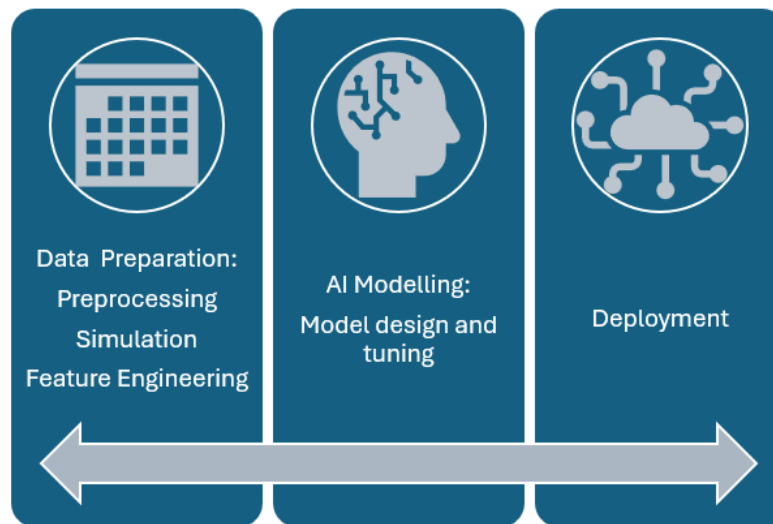 Data Preparation:
Preprocessing
Simulation
Feature Engineering
AI Modelling:
Model design and
tuning
Deployment